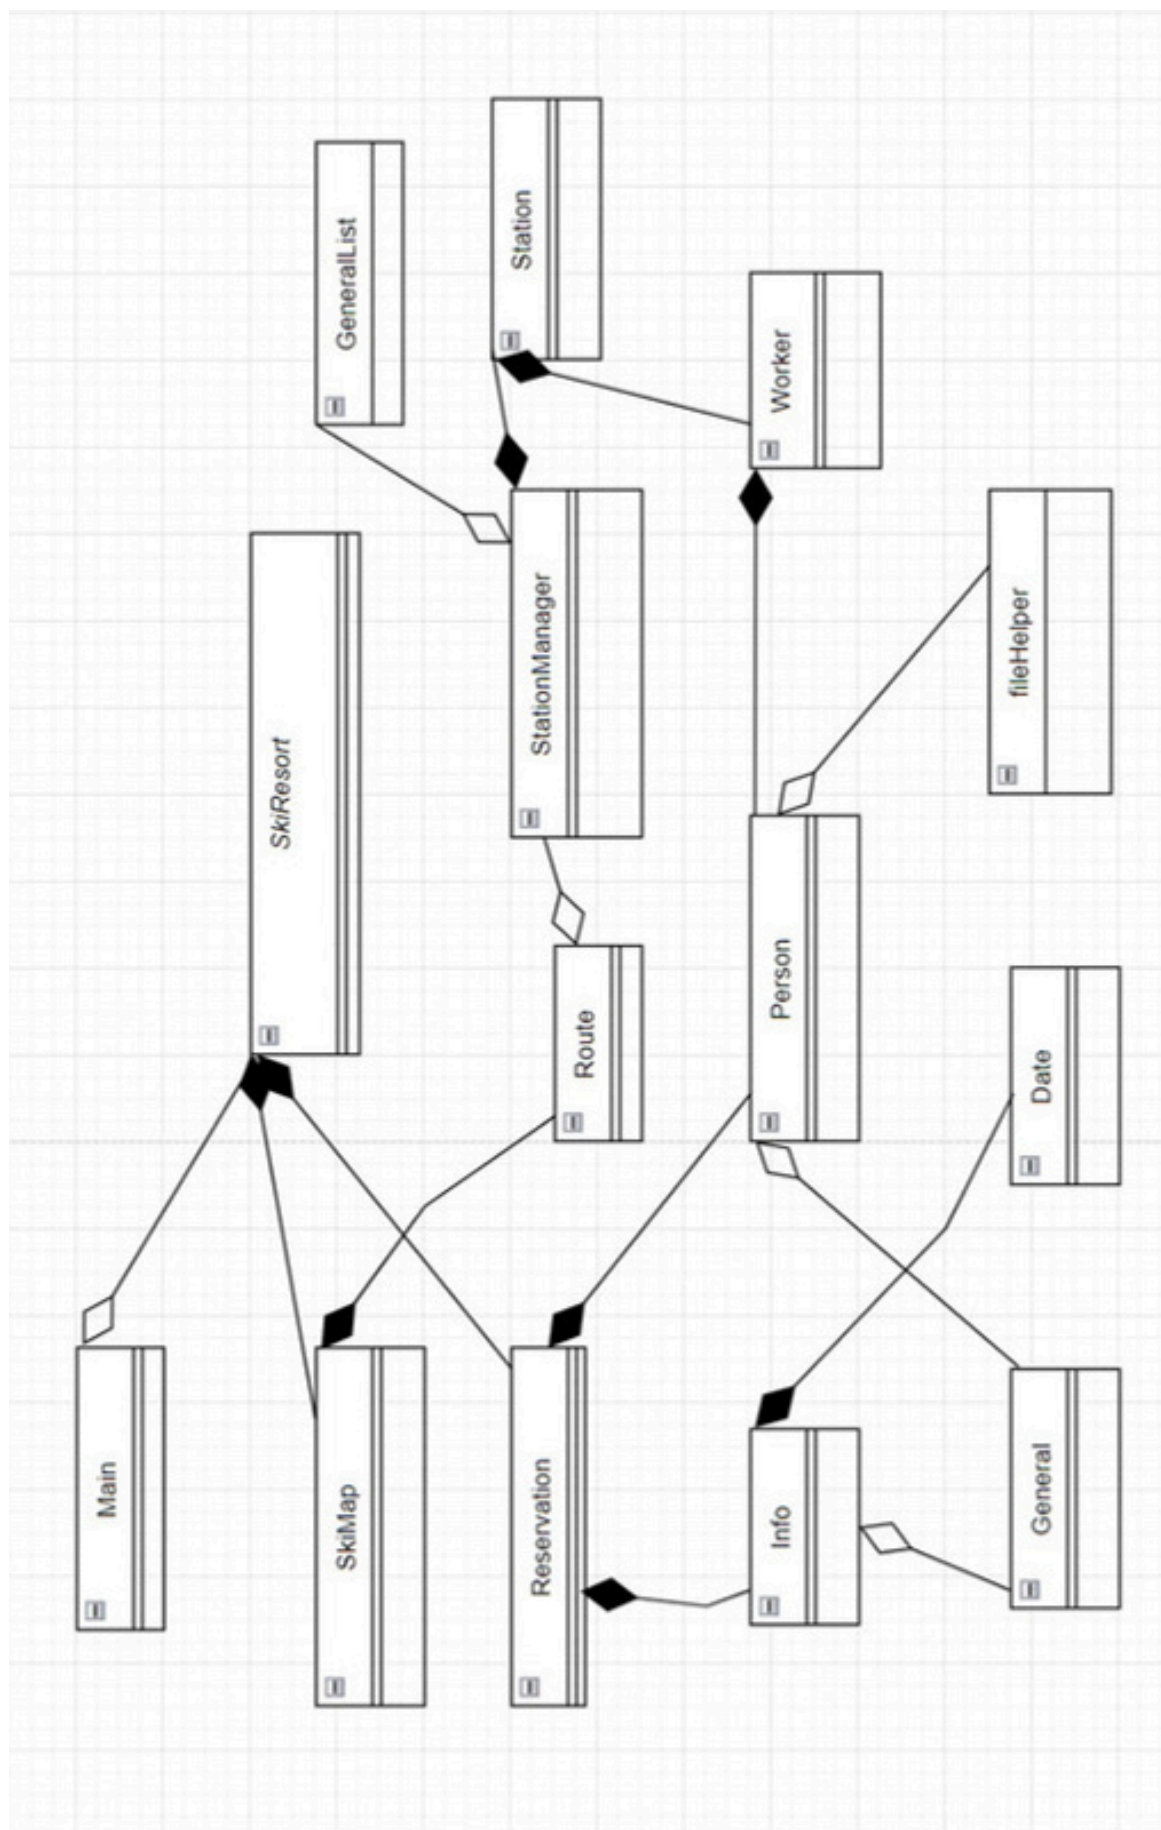 Main
SkiResort
SkiMap
GeneralList
Reservation
Route
StationManager
Station
Info
Person
Worker
General
Date
fileHelper